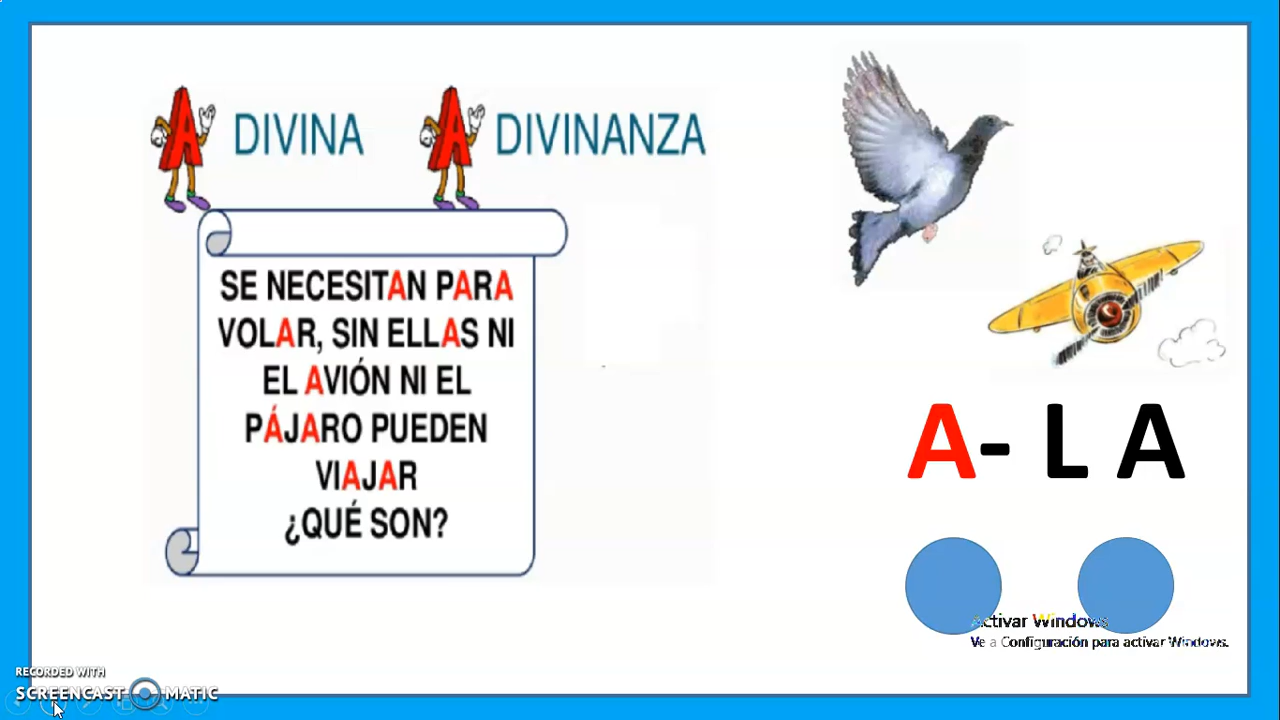 A DIVINA A DIVINANZA
SE NECESITAN PARA
VOLAR, SIN ELLAS NI
EL AVIÓN NI EL
PÁJARO PUEDEN
VIAJAR
¿QUÉ SON?
A- L A
Activar Windows
Ve a Configuración para activar Windows.
RECORDED WITH
SCREENCAST MATIC